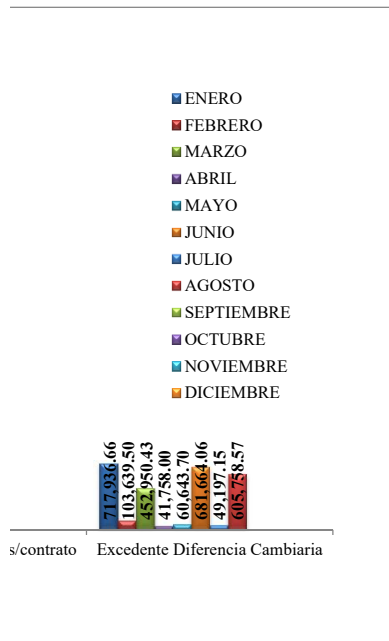 ENERO
FEBRERO
MARZO
ABRIL
MAYO
JUNIO
JULIO
AGOSTO
SEPTIEMBRE
OCTUBRE
NOVIEMBRE
DICIEMBRE
717,936.66
103,639.50
452,950.43
41,758.00
60,643.70
681,664.06
49,197.15
605,758.57
s/contrato
Excedente Diferencia Cambiaria